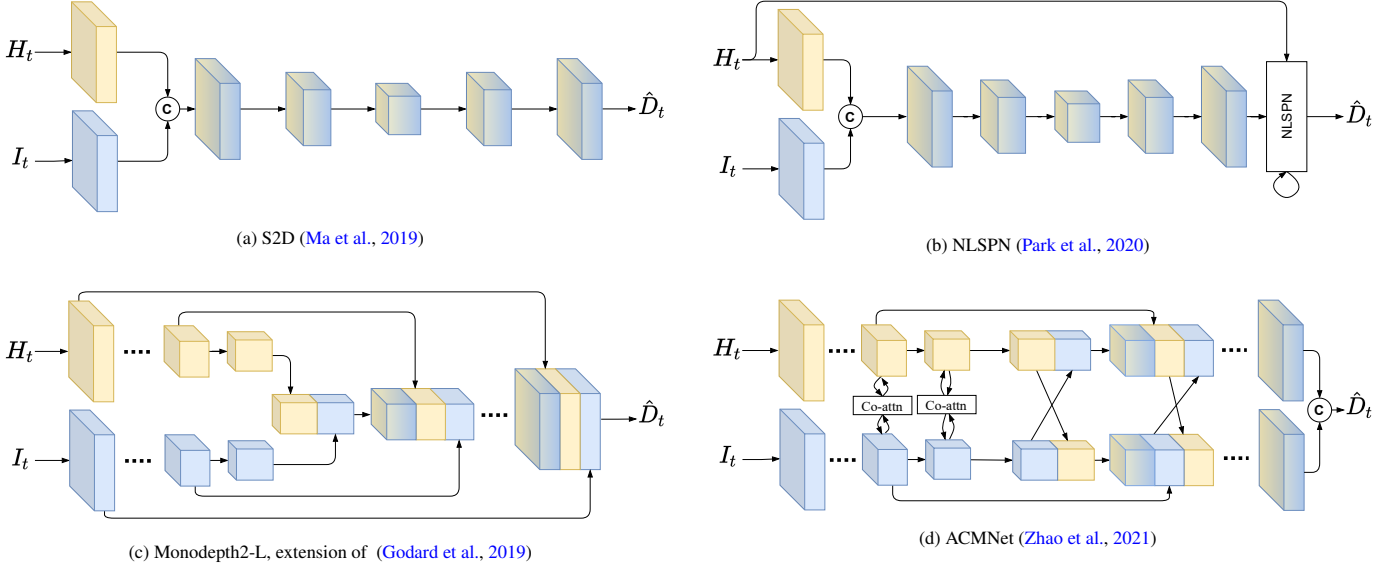 H_t
I_t
C
D̂_t
(a) S2D (Ma et al., 2019)
H_t
I_t
C
NLSPN
D̂_t
(b) NLSPN (Park et al., 2020)
H_t
I_t
D̂_t
(c) Monodepth2-L, extension of (Godard et al., 2019)
H_t
Co-attn Co-attn
I_t
C
D̂_t
(d) ACMNet (Zhao et al., 2021)